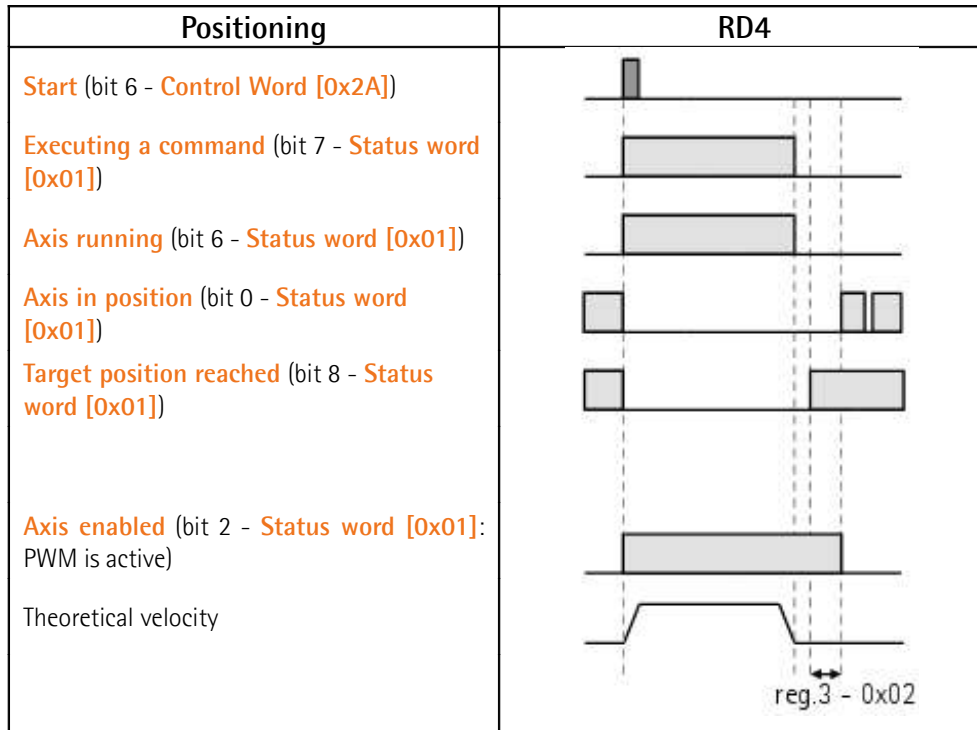 Positioning
RD4
Start (bit 6 - Control Word [0x2A])
Executing a command (bit 7 - Status word
[0x01])
Axis running (bit 6 - Status word [0x01])
Axis in position (bit 0 - Status word
[0x01])
Target position reached (bit 8 - Status
word [0x01])
Axis enabled (bit 2 - Status word [0x01]:
PWM is active)
Theoretical velocity
reg.3 - 0x02